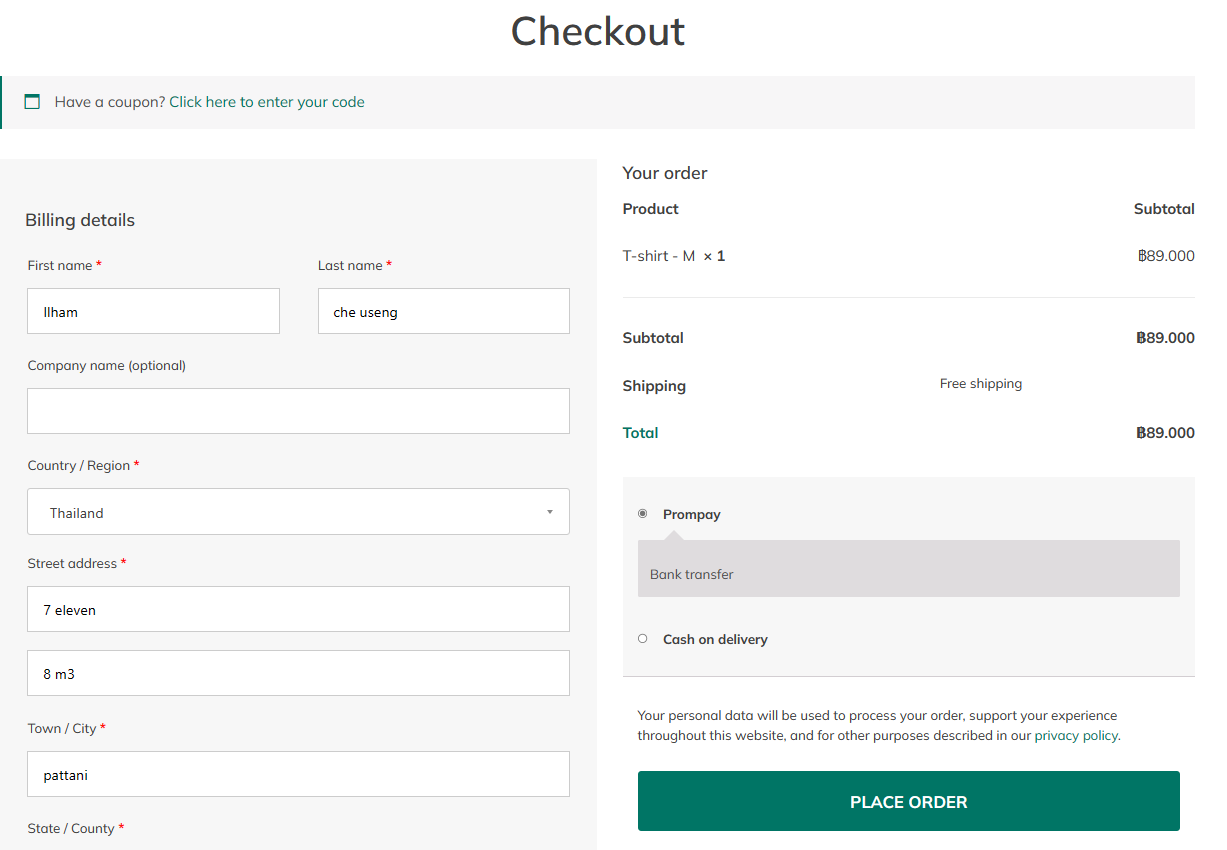 Checkout
Have a coupon? Click here to enter your code
Billing details
First name *
Last name *
Ilham
che useng
Company name (optional)
Country / Region *
Thailand
Street address *
7 eleven
8 m3
Town / City *
pattani
State / County *
Your order
Product Subtotal
T-shirt - M × 1 ฿89.000
Subtotal ฿89.000
Shipping Free shipping
Total ฿89.000
Prompay
Bank transfer
Cash on delivery
Your personal data will be used to process your order, support your experience
throughout this website, and for other purposes described in our privacy policy.
PLACE ORDER